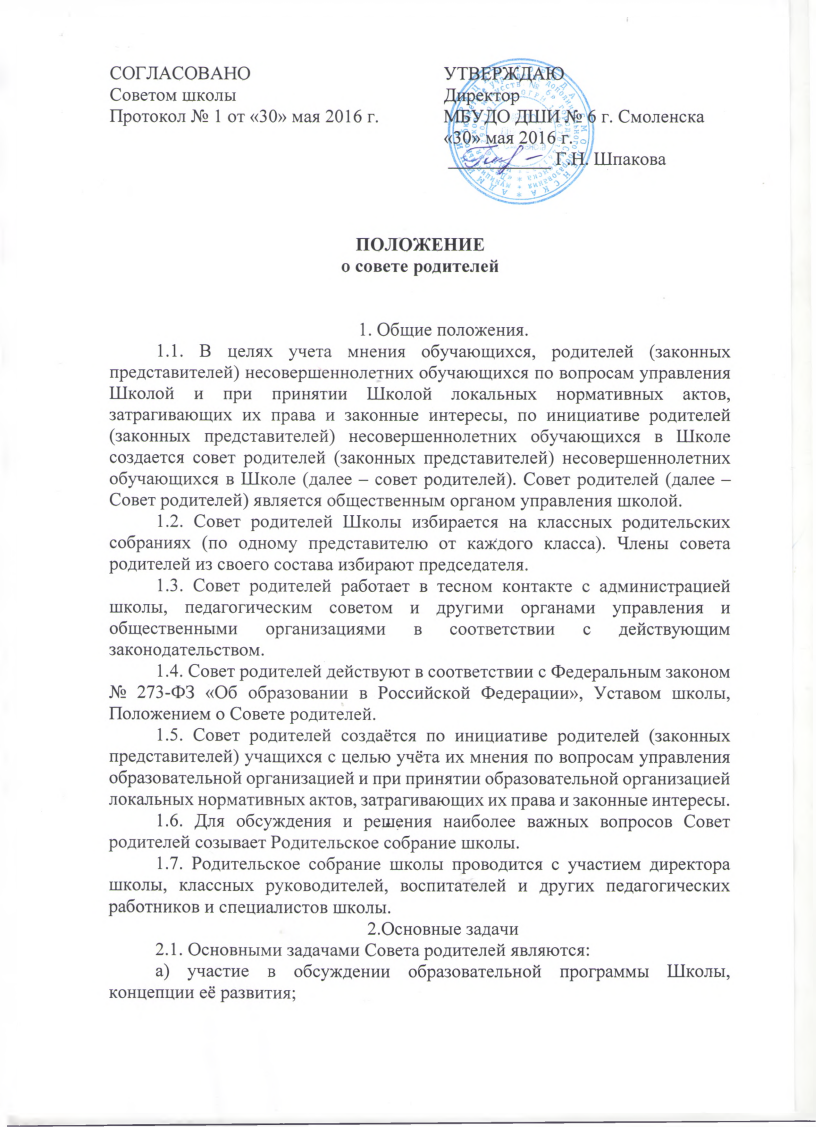 СОГЛАСОВАНО
Советом школы
Протокол № 1 от «30» мая 2016 г.
УТВЕРЖДАЮ
Директор
МБУДО ДШИ № 6 г. Смоленска
«30» мая 2016 г.
___________ Г.Н. Шпакова
ПОЛОЖЕНИЕ
о совете родителей
1. Общие положения.
1.1. В целях учета мнения обучающихся, родителей (законных
представителей) несовершеннолетних обучающихся по вопросам управления
Школой и при принятии Школой локальных нормативных актов,
затрагивающих их права и законные интересы, по инициативе родителей
(законных представителей) несовершеннолетних обучающихся в Школе
создается совет родителей (законных представителей) несовершеннолетних
обучающихся в Школе (далее – совет родителей). Совет родителей (далее –
Совет родителей) является общественным органом управления школой.
1.2. Совет родителей Школы избирается на классных родительских
собраниях (по одному представителю от каждого класса). Члены совета
родителей из своего состава избирают председателя.
1.3. Совет родителей работает в тесном контакте с администрацией
школы, педагогическим советом и другими органами управления и
общественными организациями в соответствии с действующим
законодательством.
1.4. Совет родителей действуют в соответствии с Федеральным законом
№ 273-ФЗ «Об образовании в Российской Федерации», Уставом школы,
Положением о Совете родителей.
1.5. Совет родителей создаётся по инициативе родителей (законных
представителей) учащихся с целью учёта их мнения по вопросам управления
образовательной организацией и при принятии образовательной организацией
локальных нормативных актов, затрагивающих их права и законные интересы.
1.6. Для обсуждения и решения наиболее важных вопросов Совет
родителей созывает Родительское собрание школы.
1.7. Родительское собрание школы проводится с участием директора
школы, классных руководителей, воспитателей и других педагогических
работников и специалистов школы.
2.Основные задачи
2.1. Основными задачами Совета родителей являются:
а) участие в обсуждении образовательной программы Школы,
концепции её развития;